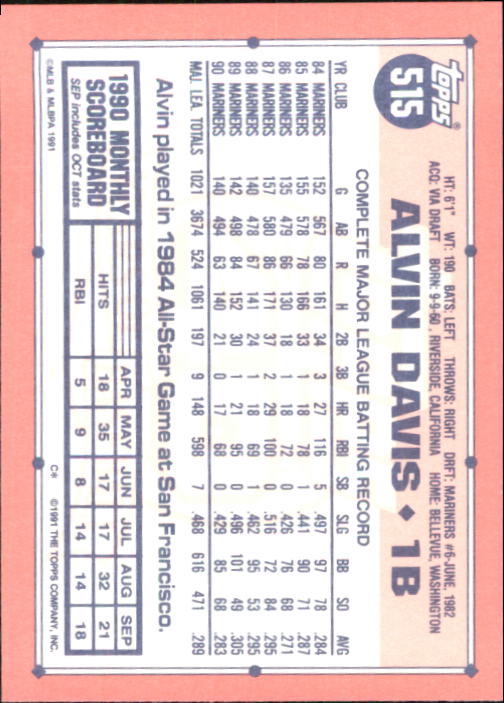 topps®
515
HT: 6'1" WT: 190 BATS: LEFT THROWS: RIGHT DRFT: MARINERS #6-JUNE, 1982
ACQ: VIA DRAFT BORN: 9-9-60, RIVERSIDE, CALIFORNIA HOME: BELLEVUE, WASHINGTON
ALVIN DAVIS ◆ 1B
COMPLETE MAJOR LEAGUE BATTING RECORD
YR CLUB G AB R H 2B 3B HR RBI SB SLG BB SO AVG
84 MARINERS 152 567 80 161 34 3 27 116 5 .497 97 78 .284
85 MARINERS 155 578 78 166 33 1 18 78 1 .441 90 71 .287
86 MARINERS 135 479 66 130 18 1 18 72 0 .426 76 68 .271
87 MARINERS 157 580 86 171 37 2 29 100 0 .516 72 84 .295
88 MARINERS 140 478 67 141 24 1 18 69 1 .462 95 53 .295
89 MARINERS 142 498 84 152 30 1 21 95 0 .496 101 49 .305
90 MARINERS 140 494 63 140 21 0 17 68 0 .429 85 68 .283
MAJ. LEA. TOTALS 1021 3674 524 1061 197 9 148 598 7 .468 616 471 .289
Alvin played in 1984 All-Star Game at San Francisco.
1990 MONTHLY SCOREBOARD
SEP includes OCT stats
APR MAY JUN JUL AUG SEP
HITS 18 35 17 17 32 21
RBI 5 9 8 14 14 18
©MLB & MLBPA 1991
C* ©1991 THE TOPPS COMPANY, INC.